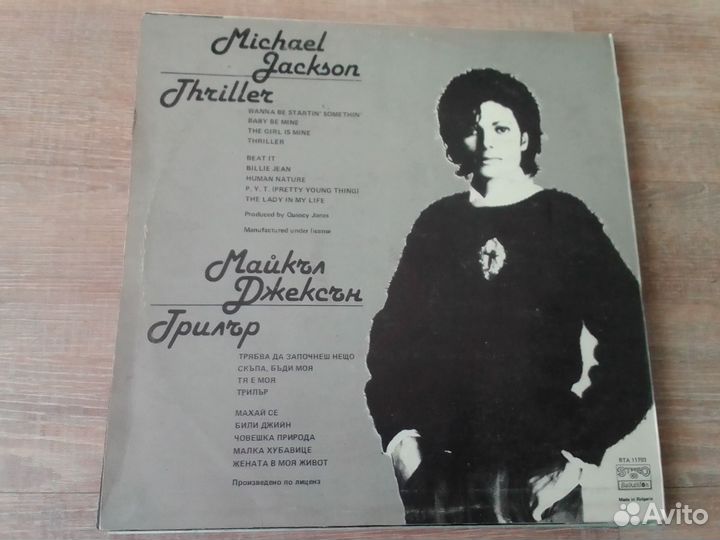 Michael
Jackson
Thriller
WANNA BE STARTIN' SOMETHIN'
BABY BE MINE
THE GIRL IS MINE
THRILLER
BEAT IT
BILLIE JEAN
HUMAN NATURE
P. Y. T. (PRETTY YOUNG THING)
THE LADY IN MY LIFE
Produced by Quincy Jones
Manufactured under license
Майкъл
Джексън
Трилър
ТРЯБВА ДА ЗАПОЧНЕШ НЕЩО
СКЪПА, БЪДИ МОЯ
ТЯ Е МОЯ
ТРИЛЪР
МАХАЙ СЕ
БИЛИ ДЖИЙН
ЧОВЕШКА ПРИРОДА
МАЛКА ХУБАВИЦЕ
ЖЕНАТА В МОЯ ЖИВОТ
Произведено по лиценз
BTA 11703
STEREO
Balkanton
Made in Bulgaria
Avito